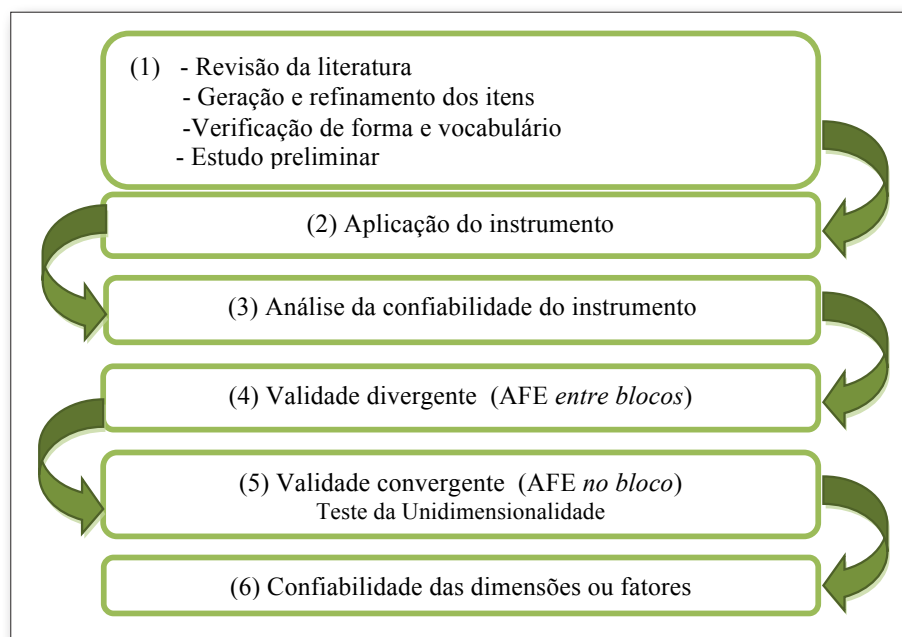 (1) - Revisão da literatura
- Geração e refinamento dos itens
-Verificação de forma e vocabulário
- Estudo preliminar
(2) Aplicação do instrumento
(3) Análise da confiabilidade do instrumento
(4) Validade divergente (AFE entre blocos)
(5) Validade convergente (AFE no bloco)
Teste da Unidimensionalidade
(6) Confiabilidade das dimensões ou fatores